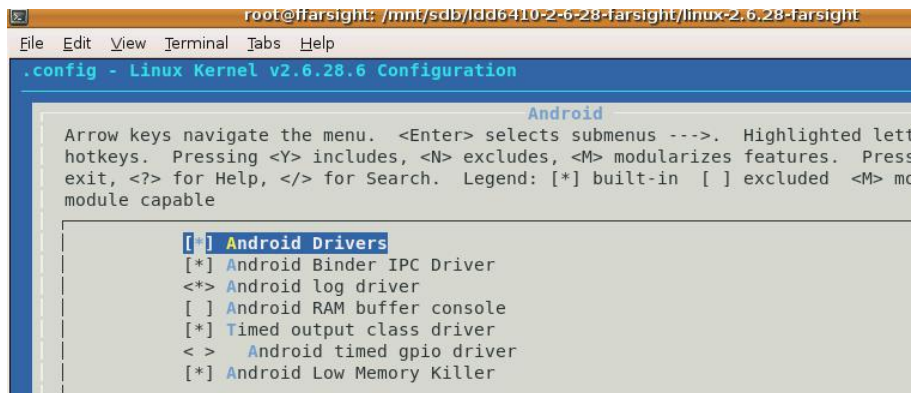 root@ffarsight: /mnt/sdb/ldd6410-2-6-28-farsight/linux-2.6.28-farsight
File Edit View Terminal Tabs Help
.config - Linux Kernel v2.6.28.6 Configuration
Android
Arrow keys navigate the menu. <Enter> selects submenus --->. Highlighted lett
hotkeys. Pressing <Y> includes, <N> excludes, <M> modularizes features. Press
exit, <?> for Help, </> for Search. Legend: [*] built-in [ ] excluded <M> mo
module capable
[*] Android Drivers
[*] Android Binder IPC Driver
<*> Android log driver
[ ] Android RAM buffer console
[*] Timed output class driver
< > Android timed gpio driver
[*] Android Low Memory Killer